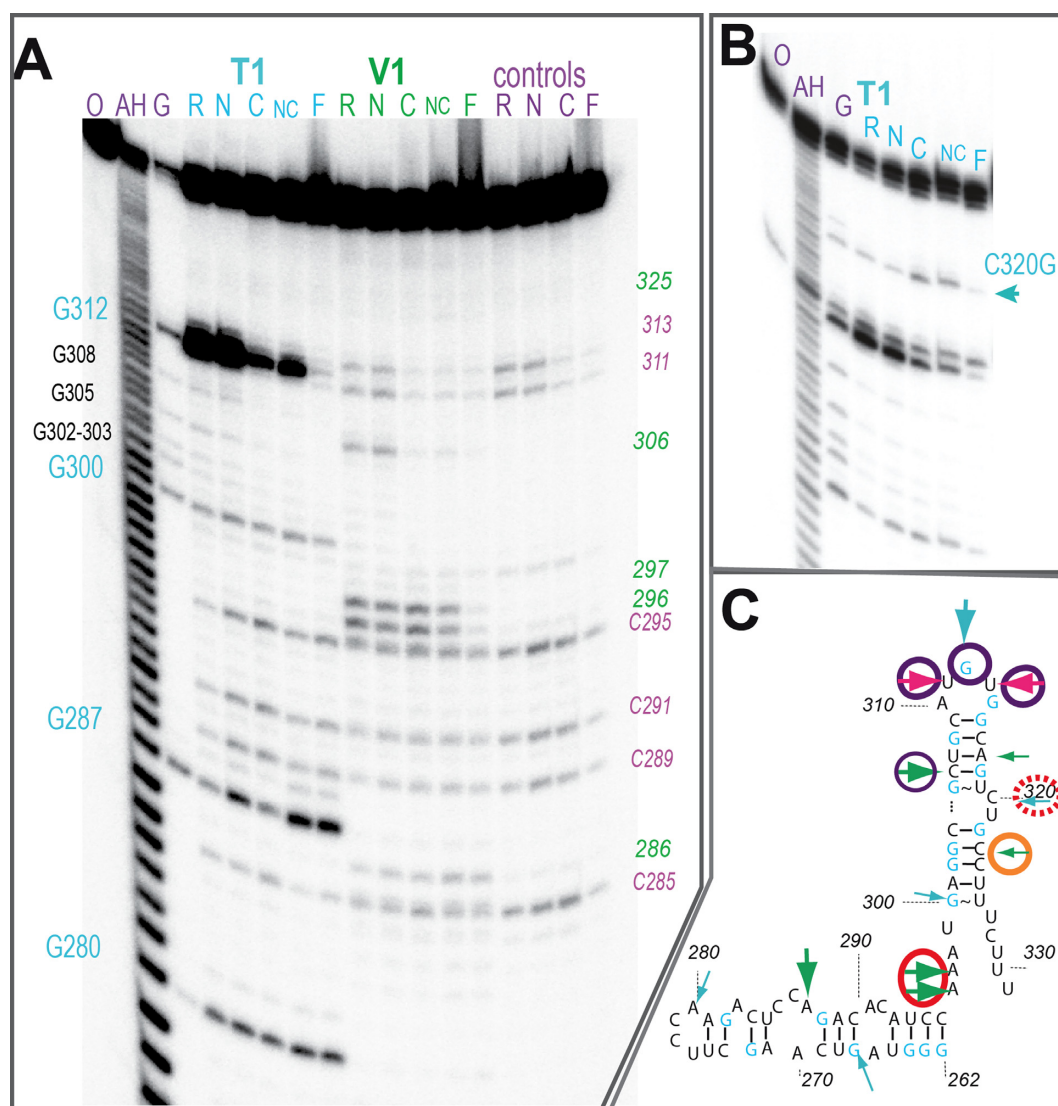 A
T1
V1
controls
O AH G R N C NC F R N C NC F R N C F
G312
G308
G305
G302-303
G300
G287
G280
325
313
311
306
297
296
C295
C291
C289
286
C285
B
O
AH
G
T1
R
N
C
NC
F
C320G
C
G
U U
310
A G
C–G
G–C
U–A
C–G
G~U
C
320
U
C–G
G–C
G–C
A–U
300
G~U
U U
A C
A U
A U
330
U
280
290
C A A G A C U C C A G A C A C A U C C
C U U C G A A C U G A U G G G
270
262